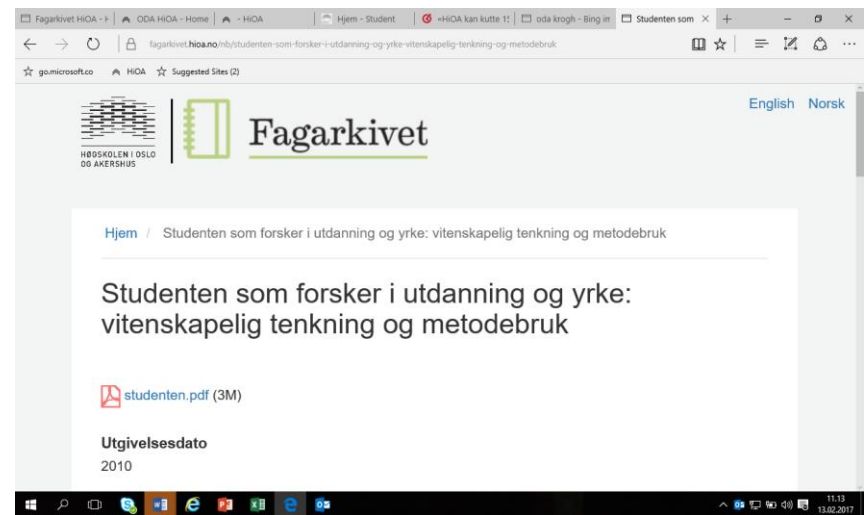 Fagarkivet HiOA - H
ODA HiOA - Home
- HiOA
Hjem - Student
«HiOA kan kutte 15
oda krogh - Bing im
Studenten som
fagarkivet.hioa.no/nb/studenten-som-forsker-i-utdanning-og-yrke-vitenskapelig-tenkning-og-metodebruk
go.microsoft.co
HiOA
Suggested Sites (2)
English Norsk
HØGSKOLEN I OSLO
OG AKERSHUS
Fagarkivet
Hjem / Studenten som forsker i utdanning og yrke: vitenskapelig tenkning og metodebruk
Studenten som forsker i utdanning og yrke:
vitenskapelig tenkning og metodebruk
studenten.pdf (3M)
Utgivelsesdato
2010
11.13
13.02.2017